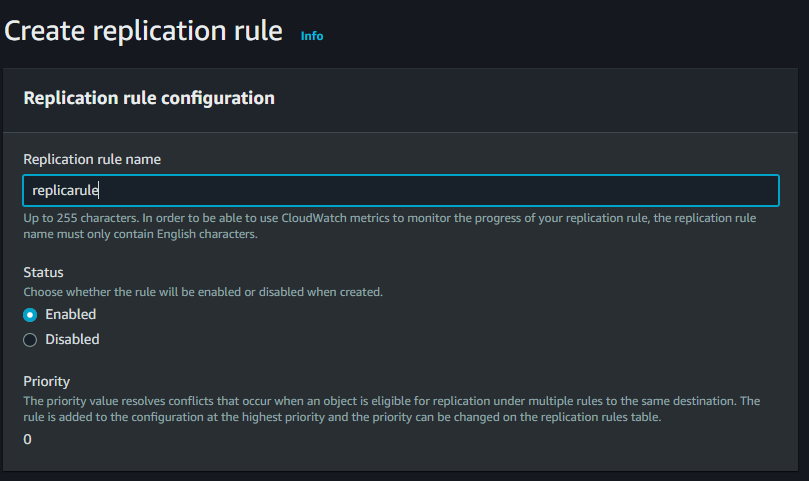 Create replication rule Info
Replication rule configuration
Replication rule name
replicarule
Up to 255 characters. In order to be able to use CloudWatch metrics to monitor the progress of your replication rule, the replication rule
name must only contain English characters.
Status
Choose whether the rule will be enabled or disabled when created.
Enabled
Disabled
Priority
The priority value resolves conflicts that occur when an object is eligible for replication under multiple rules to the same destination. The
rule is added to the configuration at the highest priority and the priority can be changed on the replication rules table.
0